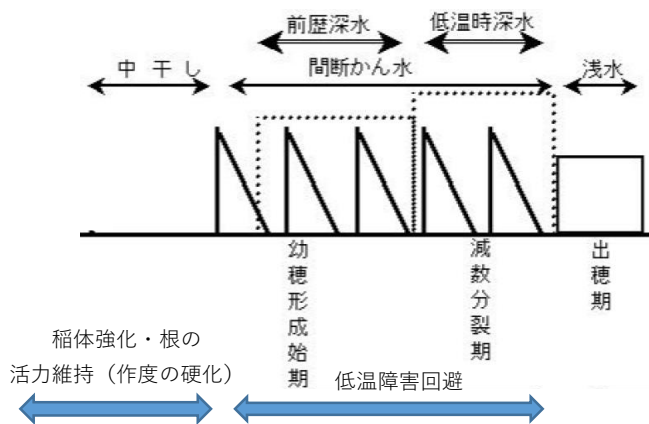 前歴深水
低温時深水
中干し
間断かん水
浅水
幼穂形成始期
減数分裂期
出穂期
稲体強化・根の
活力維持（作度の硬化）
低温障害回避